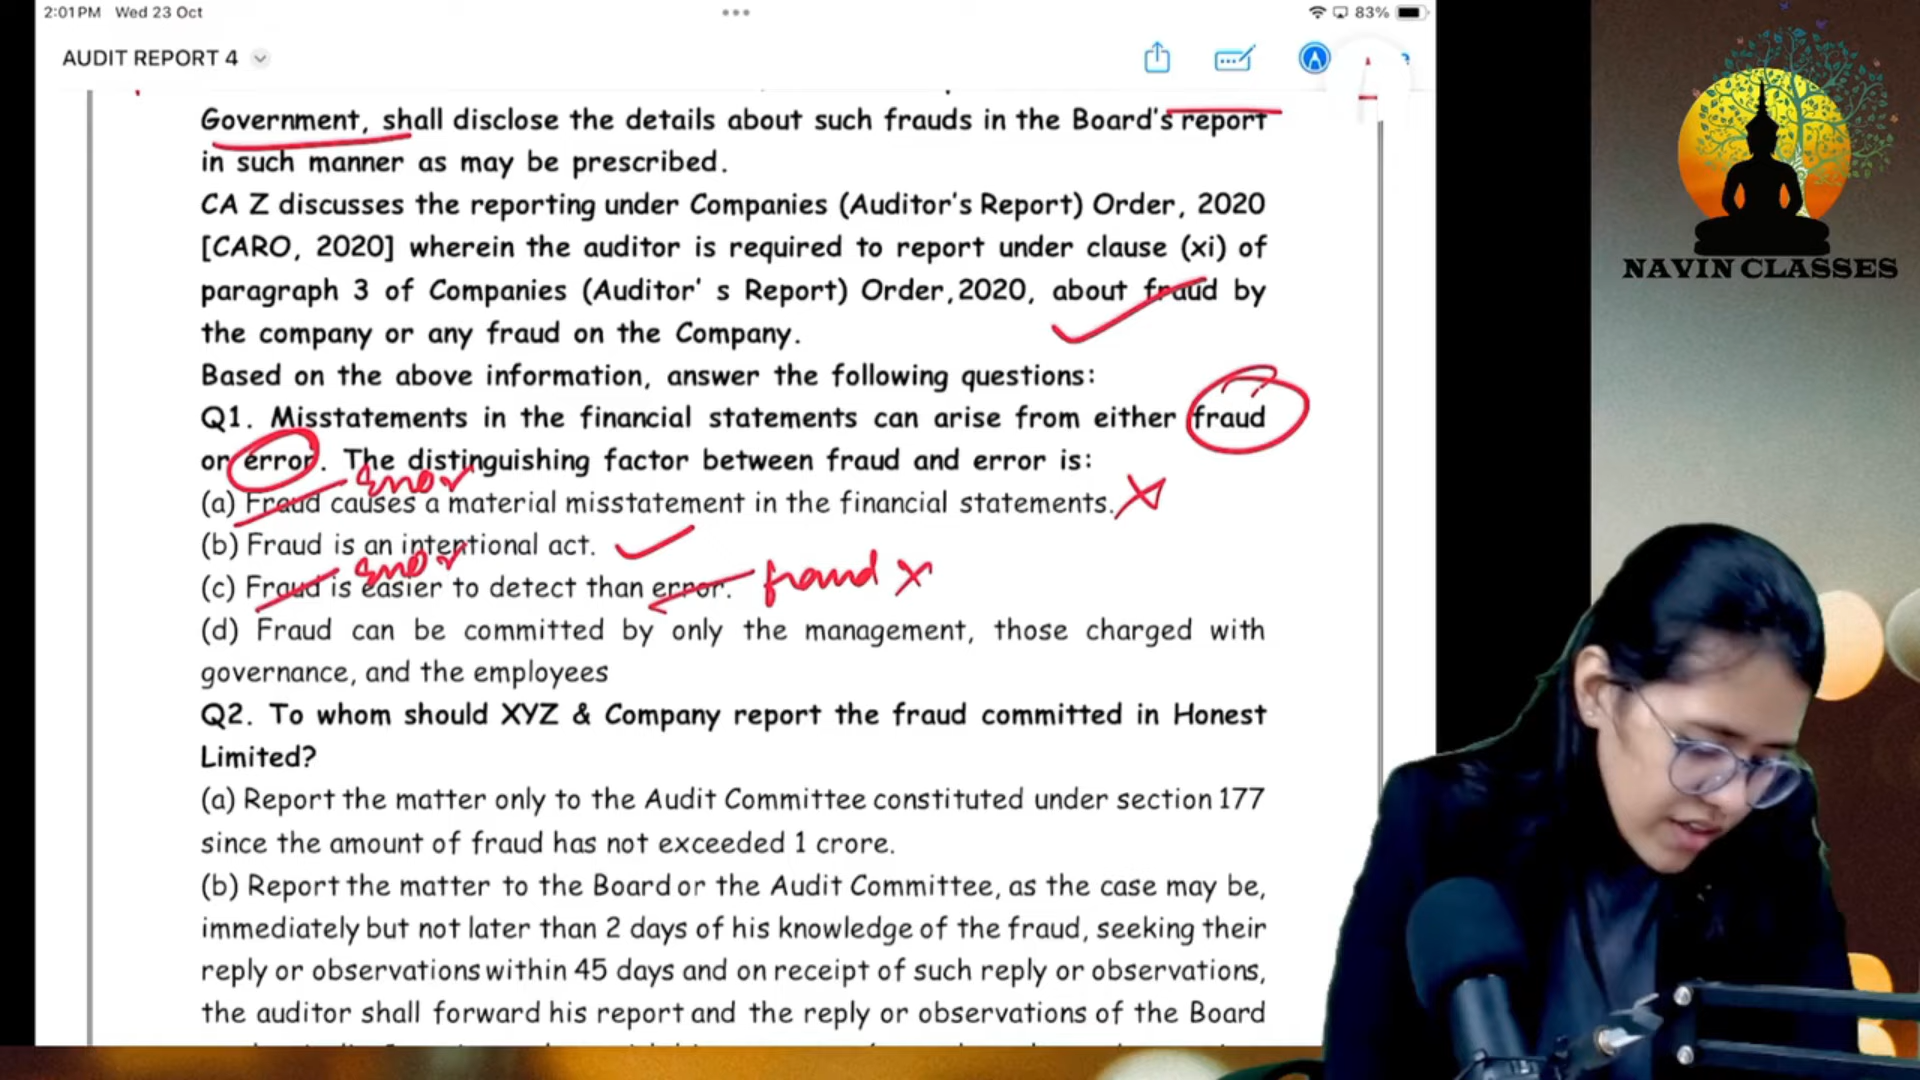 2:01 PM Wed 23 Oct
83%
AUDIT REPORT 4
Government, shall disclose the details about such frauds in the Board's report
in such manner as may be prescribed.
CA Z discusses the reporting under Companies (Auditor's Report) Order, 2020
[CARO, 2020] wherein the auditor is required to report under clause (xi) of
paragraph 3 of Companies (Auditor' s Report) Order,2020, about fraud by
the company or any fraud on the Company.
Based on the above information, answer the following questions:
Q1. Misstatements in the financial statements can arise from either fraud
or error. The distinguishing factor between fraud and error is:
error
(a) Fraud causes a material misstatement in the financial statements.
(b) Fraud is an intentional act.
error
(c) Fraud is easier to detect than error. fraud
(d) Fraud can be committed by only the management, those charged with
governance, and the employees
Q2. To whom should XYZ & Company report the fraud committed in Honest
Limited?
(a) Report the matter only to the Audit Committee constituted under section 177
since the amount of fraud has not exceeded 1 crore.
(b) Report the matter to the Board or the Audit Committee, as the case may be,
immediately but not later than 2 days of his knowledge of the fraud, seeking their
reply or observations within 45 days and on receipt of such reply or observations,
the auditor shall forward his report and the reply or observations of the Board
NAVIN CLASSES